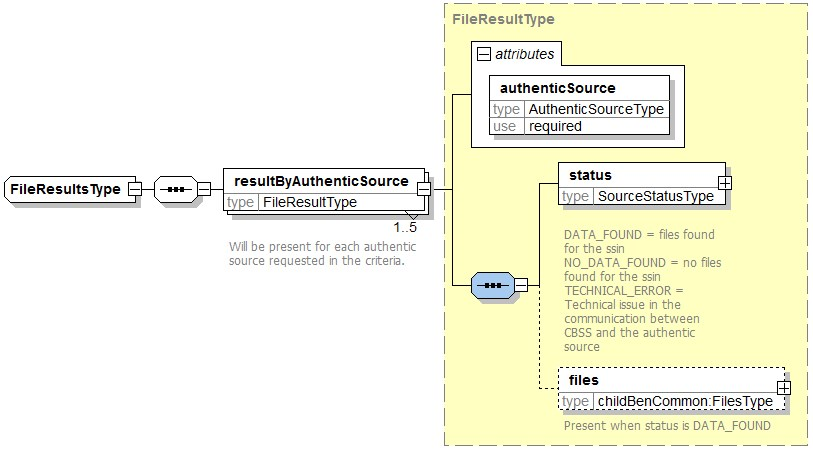 FileResultType
attributes
authenticSource
type AuthenticSourceType
use required
FileResultsType
resultByAuthenticSource
type FileResultType
1..5
Will be present for each authentic
source requested in the criteria.
status
type SourceStatusType
DATA_FOUND = files found
for the ssin
NO_DATA_FOUND = no files
found for the ssin
TECHNICAL_ERROR =
Technical issue in the
communication between
CBSS and the authentic
source
files
type childBenCommon:FilesType
Present when status is DATA_FOUND